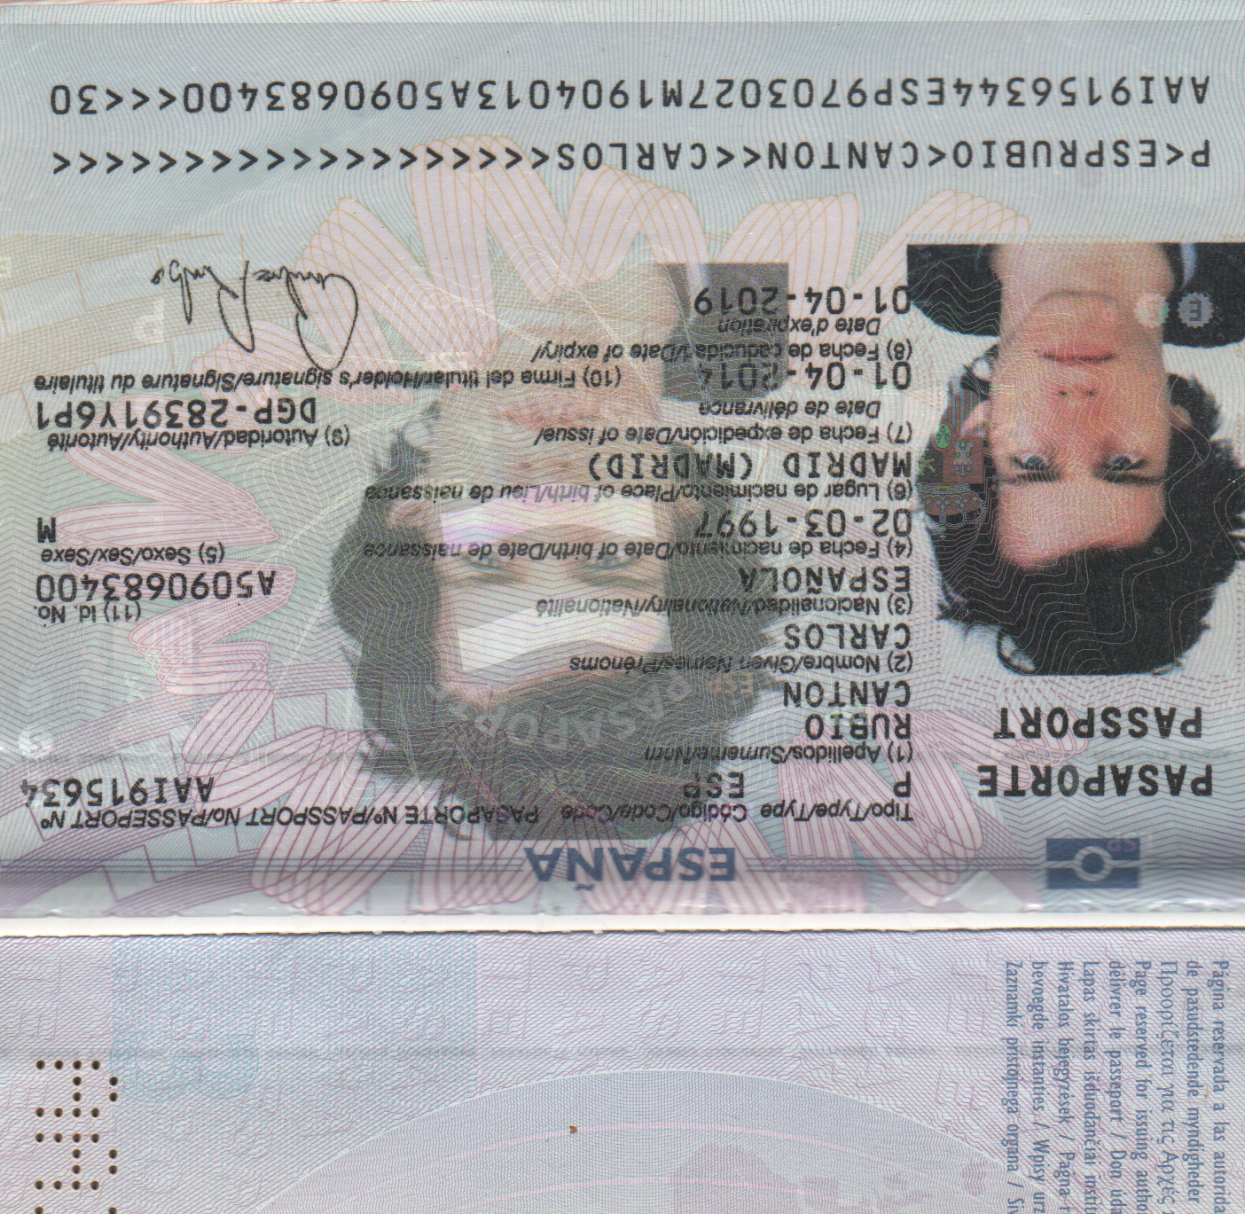 ESPAÑA
PASAPORTE
PASSPORT
Tipo/Type/Type Código/Code/Code PASAPORTE Nº/PASSPORT No/PASSEPORT Nº
P ESP AAI915634
(1) Apellidos/Surname/Nom
RUBIO
CANTON
(2) Nombre/Given Names/Prénoms
CARLOS
(3) Nacionalidad/Nationality/Nationalité
ESPAÑOLA
(11) Id. No.
A5090683400
(4) Fecha de nacimiento/Date of birth/Date de naissance
02-03-1997
(5) Sexo/Sex/Sexe
M
(6) Lugar de nacimiento/Place of birth/Lieu de naissance
MADRID (MADRID)
(7) Fecha de expedición/Date of issue/
Date de délivrance
01-04-2014
(9) Autoridad/Authority/Autorité
DGP-28391Y6P1
(8) Fecha de caducidad/Date of expiry/
Date d'expiration
01-04-2019
(10) Firma del titular/Holder's signature/Signature du titulaire
PASAPORT
P<ESPRUBIO<CANTON<<CARLOS<<<<<<<<<<<<<<<<<<<
AAI9156344ESP9703027M1904013A5090683400<<<30
Página reservada a las autorida
de pasudstedende myndigheder
Προορίζεται για τις Αρχές
Page reserved for issuing autho
délivrer le passeport / Don úda
Lapas skirtas išduodančiai instit
Hivatalos bejegyzések / Paġna r
bevoegde instanties / Wpisy urz
Zaznamki pristojnega organa / Si